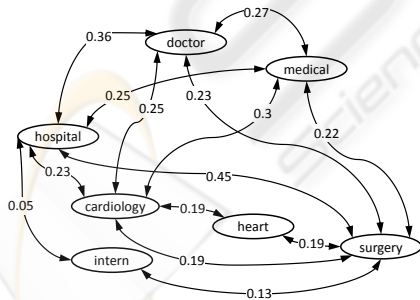 0.27
0.36
doctor
medical
0.25
0.25
0.23
0.3
0.22
hospital
0.23
0.45
0.05
cardiology
0.19
heart
0.19
surgery
intern
0.19
0.13